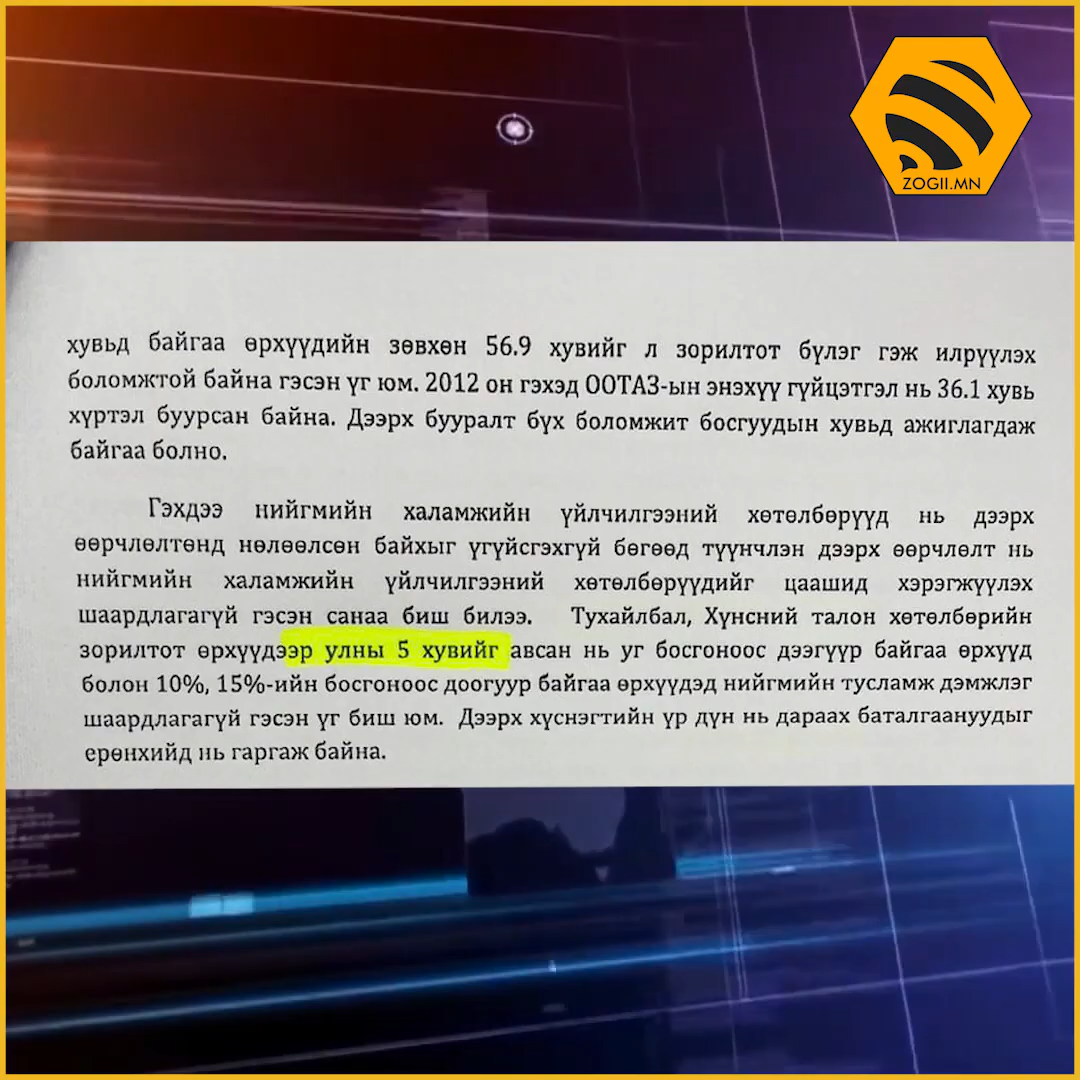 ZOGII.MN
хувьд байгаа өрхүүдийн зөвхөн 56.9 хувийг л зорилтот бүлэг гэж илрүүлэх
боломжтой байна гэсэн үг юм. 2012 он гэхэд ООТАЗ-ын энэхүү гүйцэтгэл нь 36.1 хувь
хүртэл буурсан байна. Дээрх бууралт бүх боломжит босгуудын хувьд ажиглагдаж
байгаа болно.
Гэхдээ нийгмийн халамжийн үйлчилгээний хөтөлбөрүүд нь дээрх
өөрчлөлтөнд нөлөөлсөн байхыг үгүйсгэхгүй бөгөөд түүнчлэн дээрх өөрчлөлт нь
нийгмийн халамжийн үйлчилгээний хөтөлбөрүүдийг цаашид хэрэгжүүлэх
шаардлагагүй гэсэн санаа биш билээ. Тухайлбал, Хүнсний талон хөтөлбөрийн
зорилтот өрхүүдээр улны 5 хувийг авсан нь уг босгоноос дээгүүр байгаа өрхүүд
болон 10%, 15%-ийн босгоноос доогуур байгаа өрхүүдэд нийгмийн тусламж дэмжлэг
шаардлагагүй гэсэн үг биш юм. Дээрх хүснэгтийн үр дүн нь дараах баталгаануудыг
ерөнхийд нь гаргаж байна.